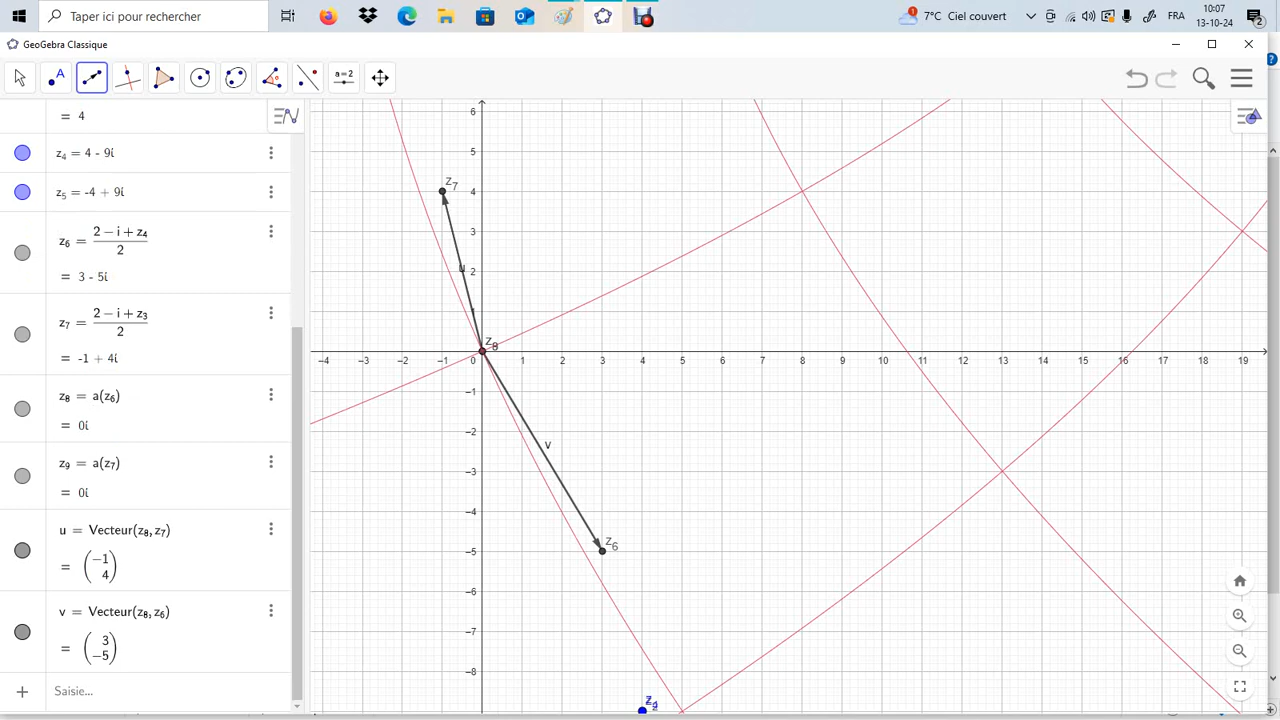 Tapez ici pour rechercher
7°C Ciel couvert
FRA
10:07
13-10-24
2
GeoGebra Classique
A
a=2
= 4
z₄ = 4 - 9i
z₅ = -4 + 9i
z₆ = (2 − i + z₄)/2
= 3 - 5i
z₇ = (2 − i + z₃)/2
= -1 + 4i
z₈ = a(z₆)
= 0i
z₉ = a(z₇)
= 0i
u = Vecteur(z₈, z₇)
= (−1 4)
v = Vecteur(z₈, z₆)
= (3 −5)
Saisie...
6
5
4
3
2
−1
−2
−3
−4
−5
−6
−7
−8
−4 −3 −2 −1 0 1 2 3 4 5 6 7 8 9 10 11 12 13 14 15 16 17 18 19
z₇
u
z₈
v
z₆